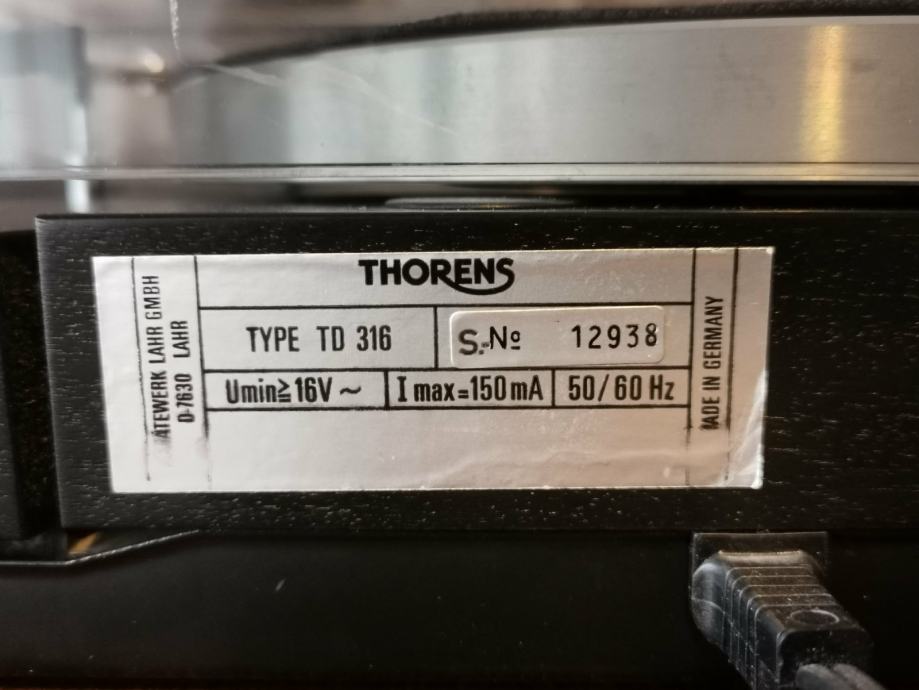 THORENS
TYPE TD 316
S.-№ 12938
Umin≧16V ~
I max=150mA
50/60 Hz
ÄTEWERK LAHR GMBH
D-7630 LAHR
ADE IN GERMANY